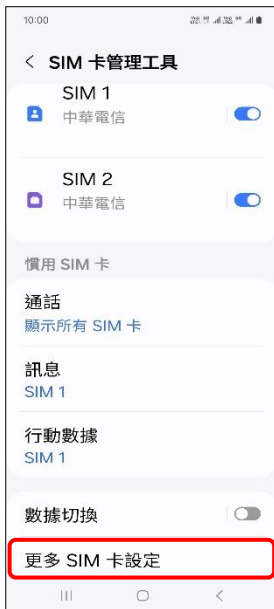 10:00
SIM 卡管理工具
SIM 1
中華電信
SIM 2
中華電信
慣用 SIM 卡
通話
顯示所有 SIM 卡
訊息
SIM 1
行動數據
SIM 1
數據切換
更多 SIM 卡設定